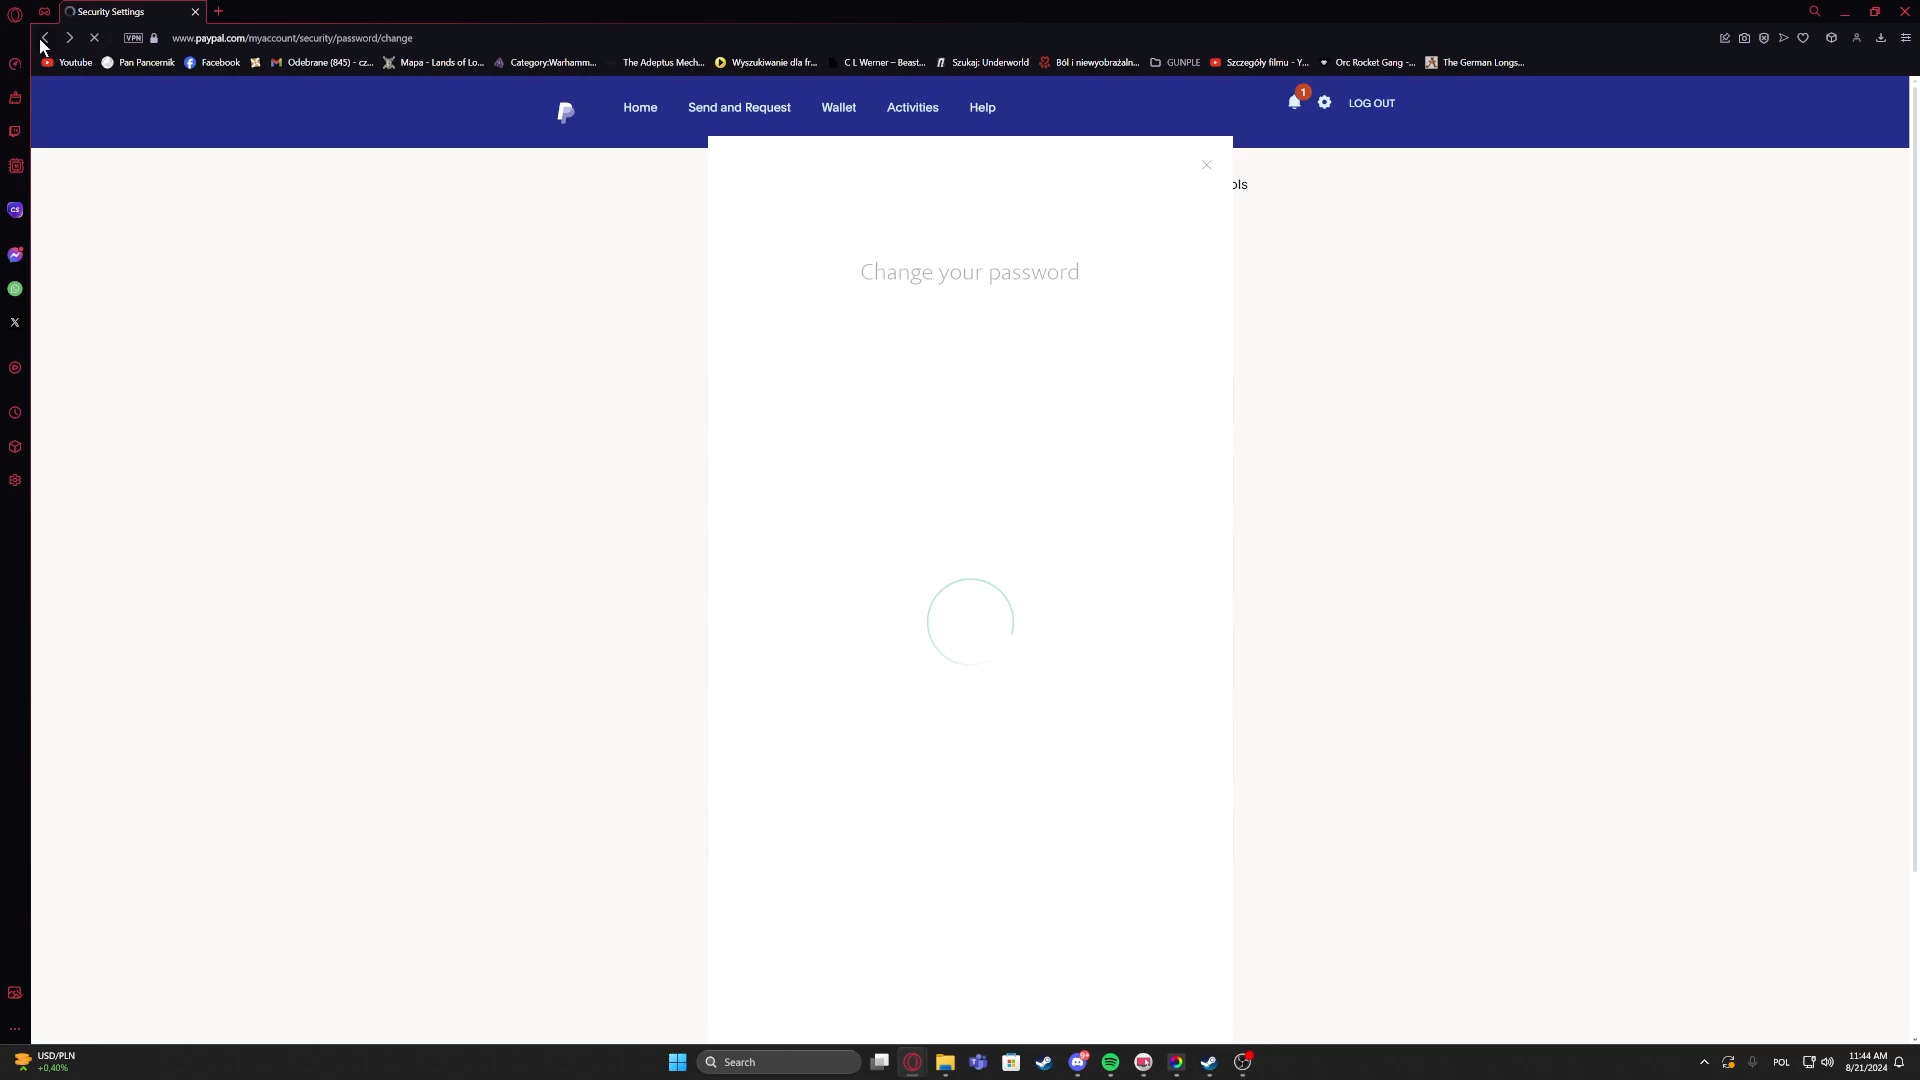 Security Settings
VPN
www.paypal.com/myaccount/security/password/change
Youtube Pan Pancernik Facebook Odebrane (845) - cz... Mapa - Lands of Lo... Category:Warhamm... The Adeptus Mech... Wyszukiwanie dla fr... C L Werner – Beast... Szukaj: Underworld Ból i niewyobrażaln... GUNPLE Szczegóły filmu - Y... Orc Rocket Gang -... The German Longs...
Home Send and Request Wallet Activities Help 1 LOG OUT
ols
Change your password
USD/PLN
+0,40%
Search
POL
11:44 AM
8/21/2024